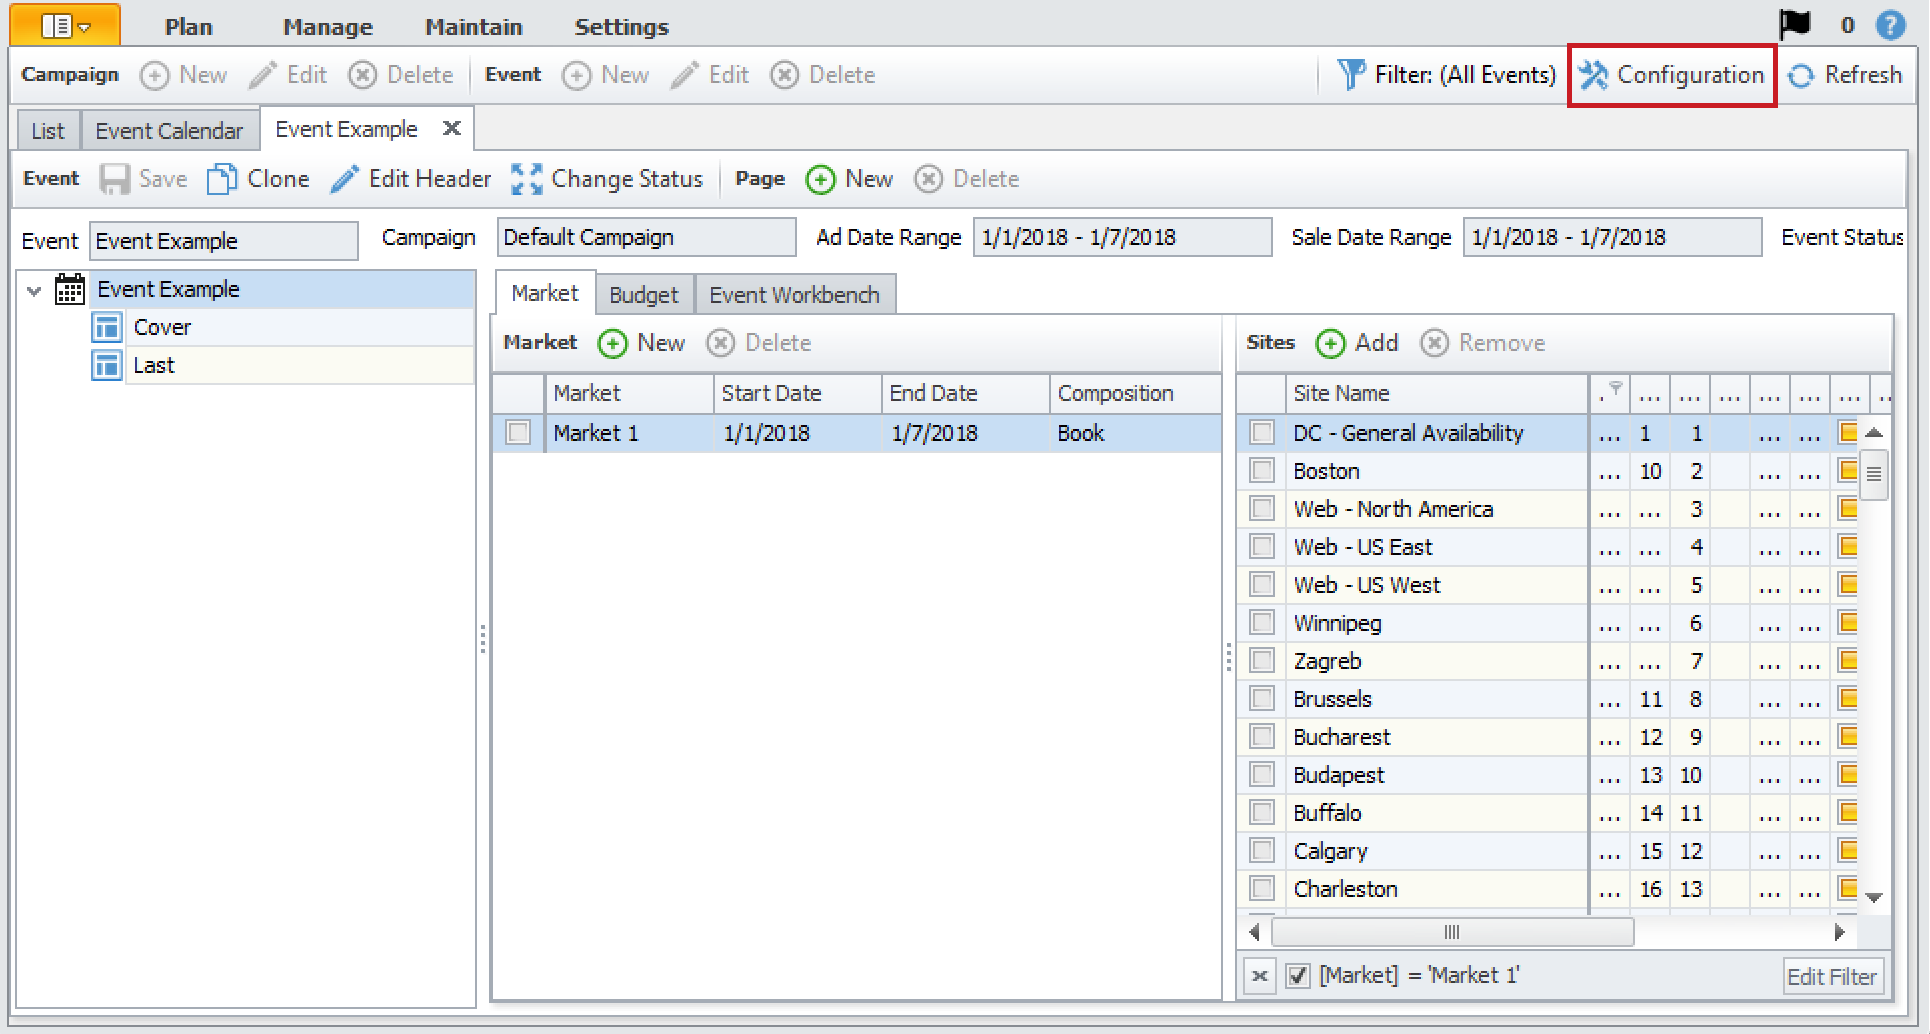 Plan Manage Maintain Settings 0 ?
Campaign New Edit Delete Event New Edit Delete Filter: (All Events) Configuration Refresh
List Event Calendar Event Example
Event Save Clone Edit Header Change Status Page New Delete
Event Event Example Campaign Default Campaign Ad Date Range 1/1/2018 - 1/7/2018 Sale Date Range 1/1/2018 - 1/7/2018 Event Status
Event Example
Cover
Last
Market Budget Event Workbench
Market New Delete
Market Start Date End Date Composition
Market 1 1/1/2018 1/7/2018 Book
Sites Add Remove
Site Name . ... ... ... ... ... ... ..
DC - General Availability ... 1 1 ... ...
Boston ... 10 2 ... ...
Web - North America ... ... 3 ... ...
Web - US East ... ... 4 ... ...
Web - US West ... ... 5 ... ...
Winnipeg ... ... 6 ... ...
Zagreb ... ... 7 ... ...
Brussels ... 11 8 ... ...
Bucharest ... 12 9 ... ...
Budapest ... 13 10 ... ...
Buffalo ... 14 11 ... ...
Calgary ... 15 12 ... ...
Charleston ... 16 13 ... ...
[Market] = 'Market 1' Edit Filter